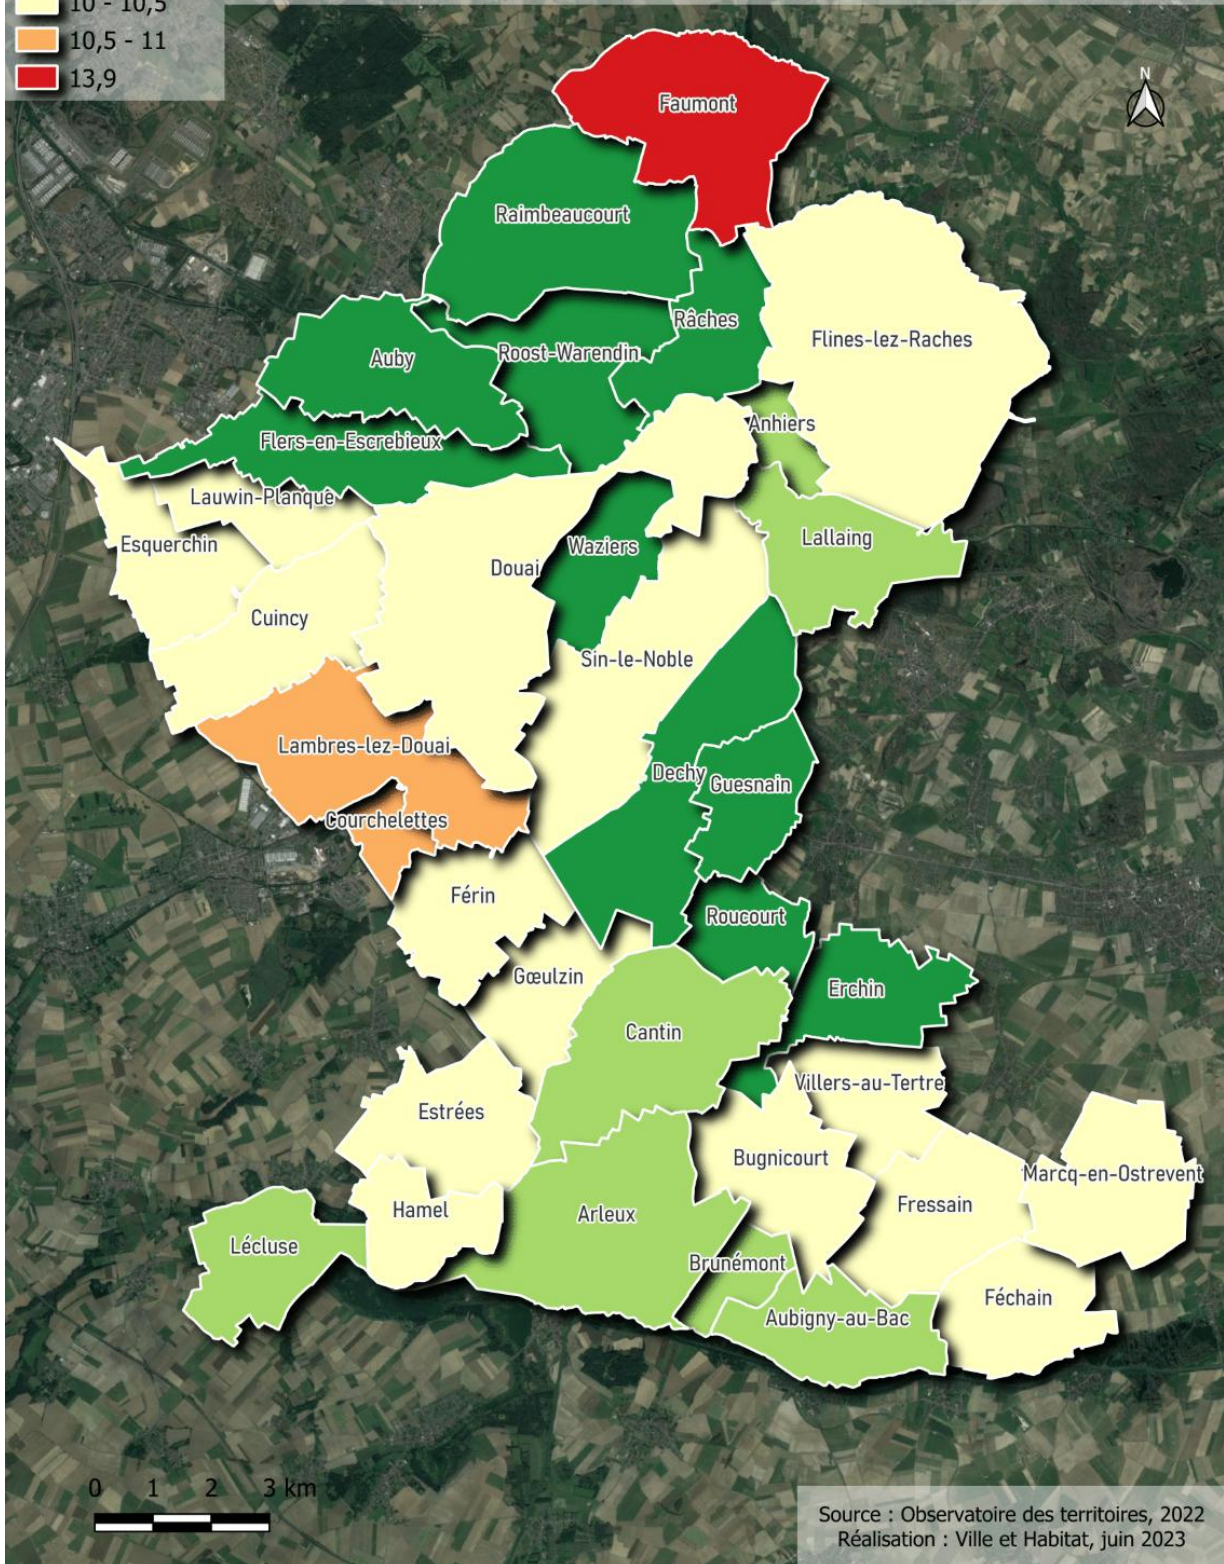 10 - 10,5
10,5 - 11
13,9
N
Faumont
Raimbeaucourt
Râches
Flines-lez-Raches
Roost-Warendin
Auby
Anhiers
Flers-en-Escrebieux
Lauwin-Planque
Lallaing
Esquerchin
Waziers
Douai
Cuincy
Sin-le-Noble
Lambres-lez-Douai
Dechy
Guesnain
Courchelettes
Férin
Roucourt
Gœulzin
Erchin
Cantin
Villers-au-Tertre
Estrées
Bugnicourt
Marcq-en-Ostrevent
Fressain
Hamel
Arleux
Lécluse
Brunémont
Féchain
Aubigny-au-Bac
0 1 2 3 km
Source : Observatoire des territoires, 2022
Réalisation : Ville et Habitat, juin 2023